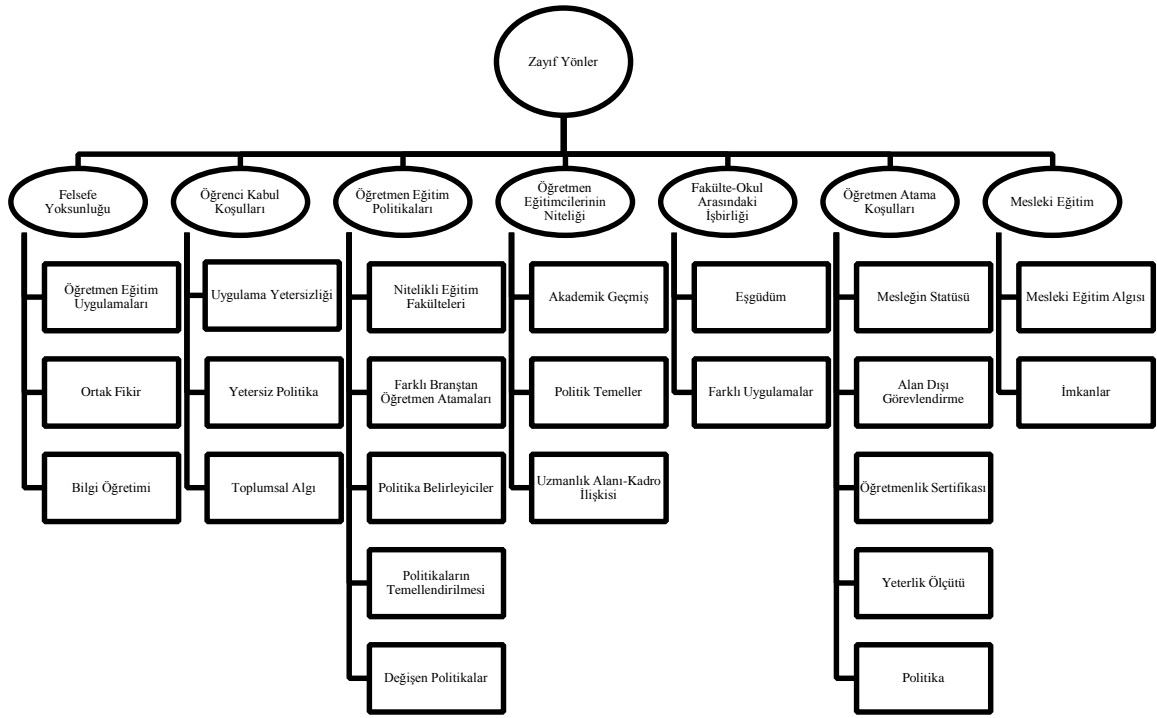 Zayıf Yönler
Felsefe
Yoksunluğu
Öğretmen Eğitim
Uygulamaları
Ortak Fikir
Bilgi Öğretimi
Öğrenci Kabul
Koşulları
Uygulama Yetersizliği
Yetersiz Politika
Toplumsal Algı
Öğretmen Eğitim
Politikaları
Nitelikli Eğitim
Fakülteleri
Farklı Branştan
Öğretmen Atamaları
Politika Belirleyiciler
Politikaların
Temellendirilmesi
Değişen Politikalar
Öğretmen
Eğitimcilerinin
Niteliği
Akademik Geçmiş
Politik Temeller
Uzmanlık Alanı-Kadro
İlişkisi
Fakülte-Okul
Arasındaki
İşbirliği
Eşgüdüm
Farklı Uygulamalar
Öğretmen Atama
Koşulları
Mesleğin Statüsü
Alan Dışı
Görevlendirme
Öğretmenlik Sertifikası
Yeterlik Ölçütü
Politika
Mesleki Eğitim
Mesleki Eğitim Algısı
İmkanlar